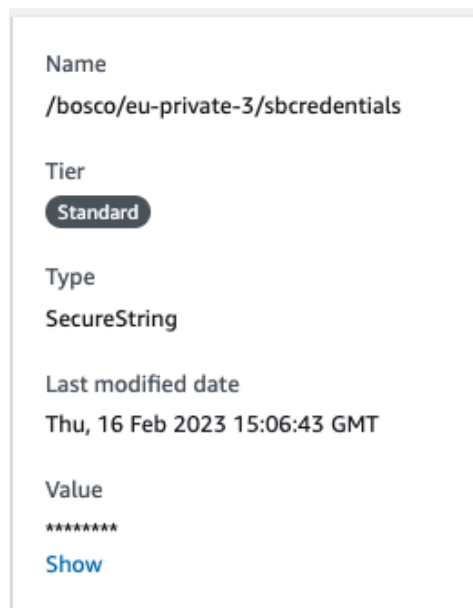 Name
/bosco/eu-private-3/sbcredentials
Tier
Standard
Type
SecureString
Last modified date
Thu, 16 Feb 2023 15:06:43 GMT
Value
********
Show